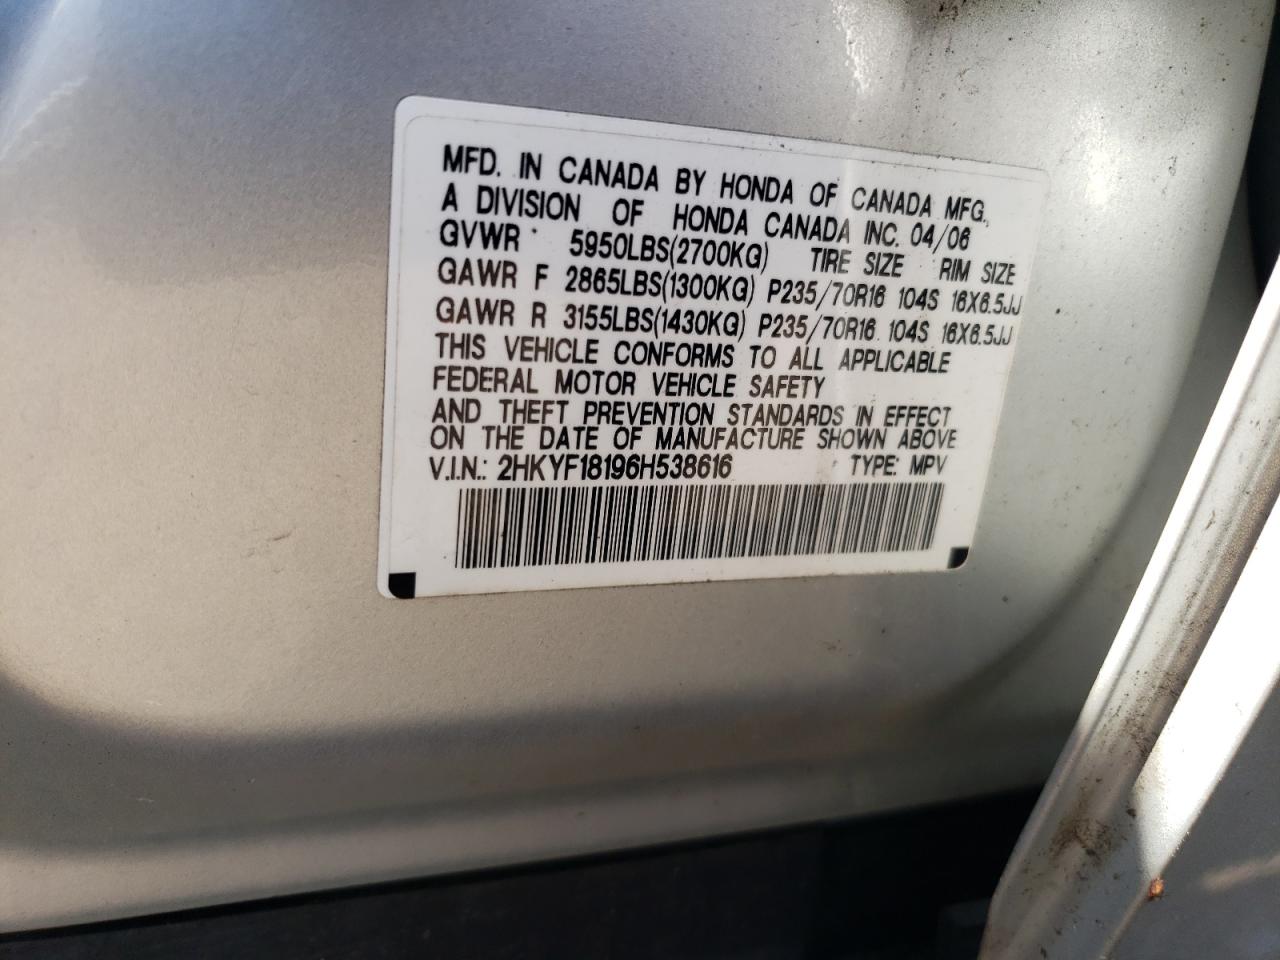 MFD. IN CANADA BY HONDA OF CANADA MFG.,
A DIVISION OF HONDA CANADA INC. 04/06
GVWR 5950LBS(2700KG) TIRE SIZE RIM SIZE
GAWR F 2865LBS(1300KG) P235/70R16 104S 16X6.5JJ
GAWR R 3155LBS(1430KG) P235/70R16 104S 16X6.5JJ
THIS VEHICLE CONFORMS TO ALL APPLICABLE
FEDERAL MOTOR VEHICLE SAFETY
AND THEFT PREVENTION STANDARDS IN EFFECT
ON THE DATE OF MANUFACTURE SHOWN ABOVE
V.I.N.: 2HKYF18196H538616 TYPE: MPV